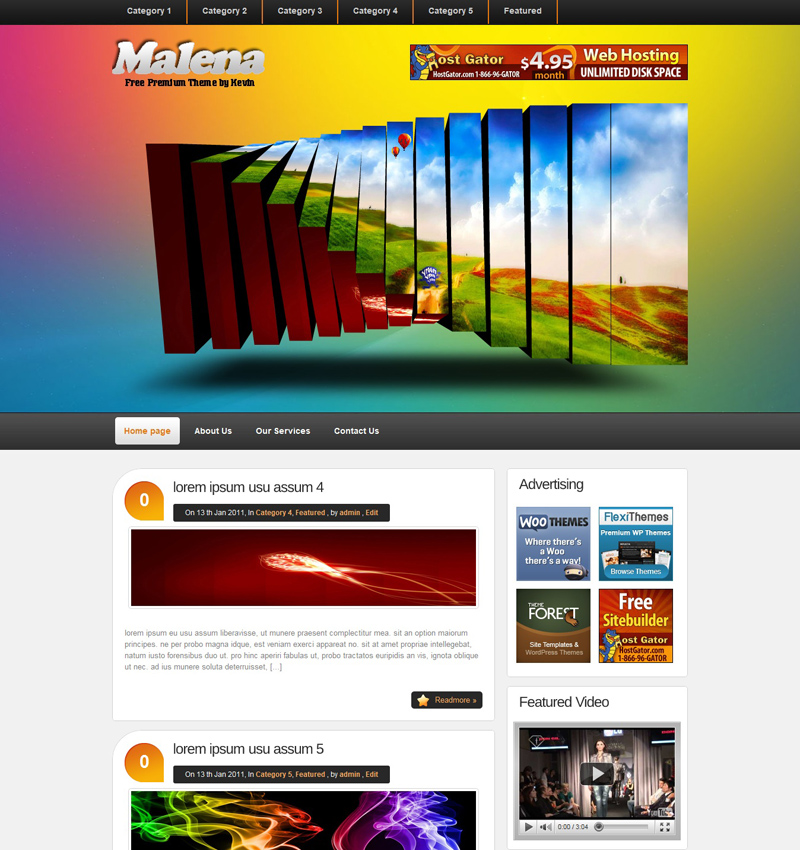 Category 1 Category 2 Category 3 Category 4 Category 5 Featured
Malena
Free Premium Theme by Kevin
Host Gator
HostGator.com 1-866-96-GATOR
$4.95
month
Web Hosting
UNLIMITED DISK SPACE
Home page About Us Our Services Contact Us
0
lorem ipsum usu assum 4
On 13 th Jan 2011, In Category 4, Featured , by admin , Edit
lorem ipsum eu usu assum liberavisse, ut munere praesent complectitur mea. sit an option maiorum
principes. ne per probo magna idque, est veniam exerci appareat no. sit at amet propriae intellegebat,
natum iusto forensibus duo ut. pro hinc aperiri fabulas ut, probo tractatos euripidis an vis, ignota oblique
ut nec. ad ius munere soluta deterruisset, [...]
Readmore »
0
lorem ipsum usu assum 5
On 13 th Jan 2011, In Category 5, Featured , by admin , Edit
Advertising
WOO THEMES
Where there's
a Woo
there's a way!
FlexiThemes
Premium WP Themes
Browse Themes
THEME
FOREST
Site Templates &
WordPress Themes
Free
Sitebuilder
Host Gator
HostGator.com
1-866-96-GATOR
Featured Video
YouTube
0:00 / 3:04